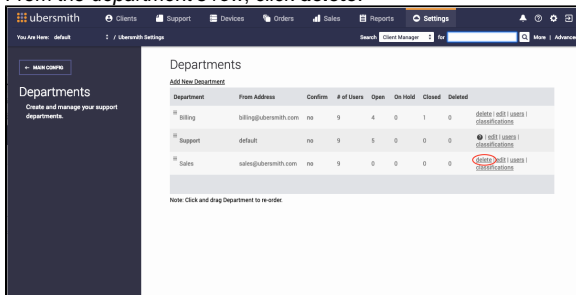 From the department's row, click delete.
ubersmith Clients Support Devices Orders Sales Reports Settings
You Are Here: default / Ubersmith Settings Search Client Manager for More | Advanced
← MAIN CONFIG
Departments
Create and manage your support
departments.
Departments
Add New Department
Department From Address Confirm # of Users Open On Hold Closed Deleted
Billing billing@ubersmith.com no 9 4 0 1 0 delete | edit | users |
classifications
Support default no 9 5 0 0 0 | edit | users |
classifications
Sales sales@ubersmith.com no 9 0 0 0 0 delete | edit | users |
classifications
Note: Click and drag Department to re-order.